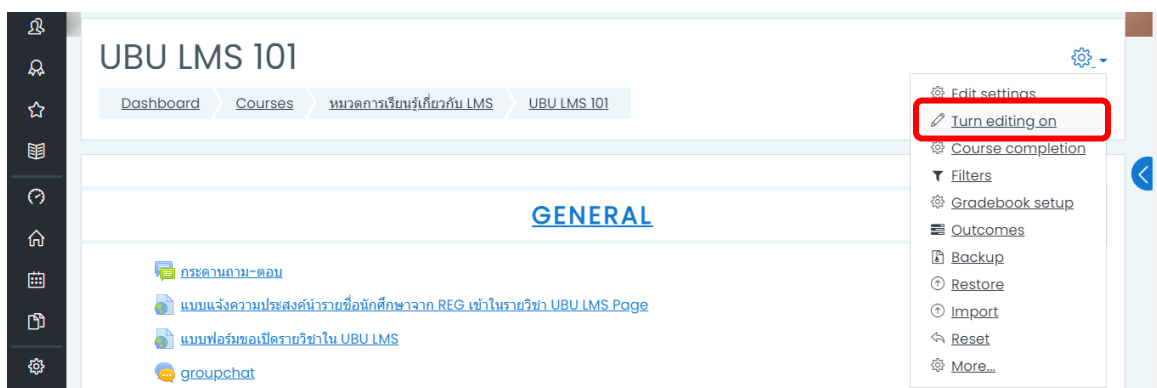 UBU LMS 101
Dashboard Courses หมวดการเรียนรู้เกี่ยวกับ LMS UBU LMS 101
Edit settings
Turn editing on
Course completion
Filters
Gradebook setup
Outcomes
Backup
Restore
Import
Reset
More...
GENERAL
กระดานถาม-ตอบ
แบบแจ้งความประสงค์นำรายชื่อนักศึกษาจาก REG เข้าในรายวิชา UBU LMS Page
แบบฟอร์มขอเปิดรายวิชาใน UBU LMS
groupchat